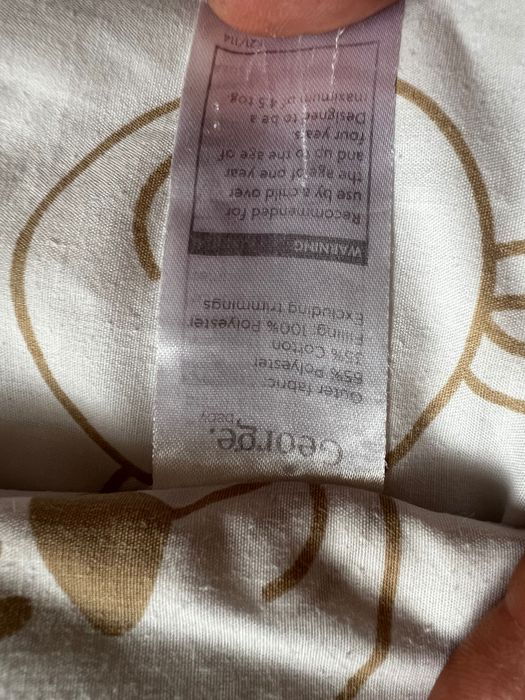 George.
baby
Outer fabric:
65% Polyester
35% Cotton
Filling 100% Polyester
Excluding trimmings
WARNING
Recommended for
use by a child over
the age of one year
and up to the age of
four years
Designed to be a
maximum of 4.5 tog